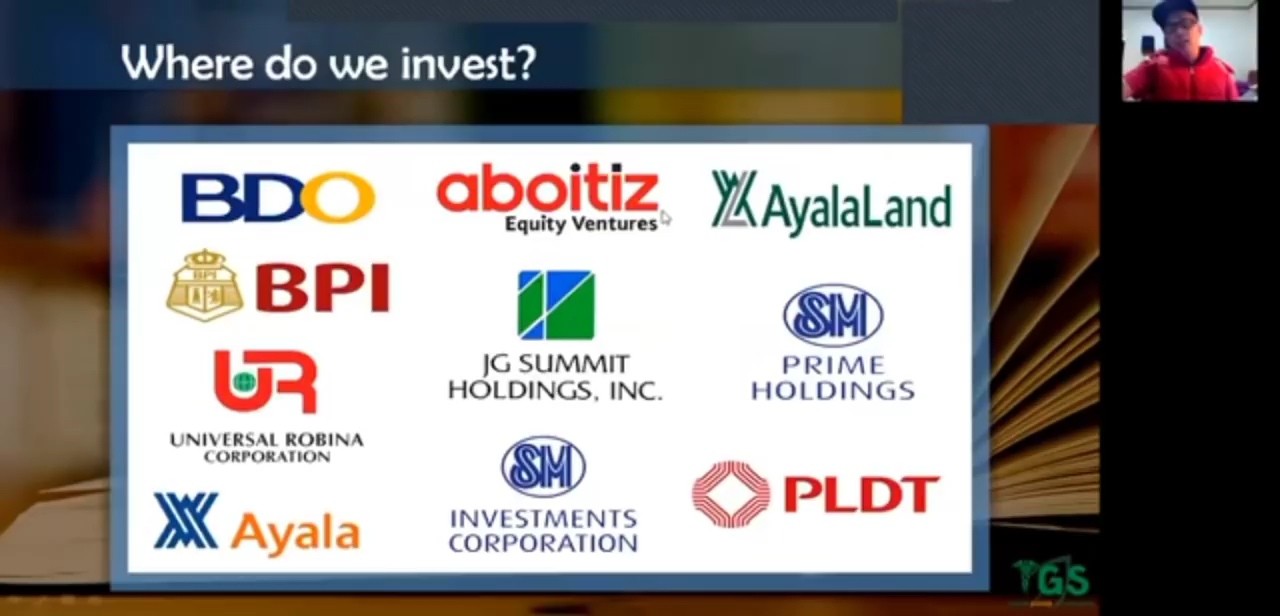 Where do we invest?
BDO
aboitiz
Equity Ventures
AyalaLand
BPI
BPI
JG SUMMIT
HOLDINGS, INC.
SM
PRIME
HOLDINGS
UR
UNIVERSAL ROBINA
CORPORATION
SM
INVESTMENTS
CORPORATION
PLDT
Ayala
GS